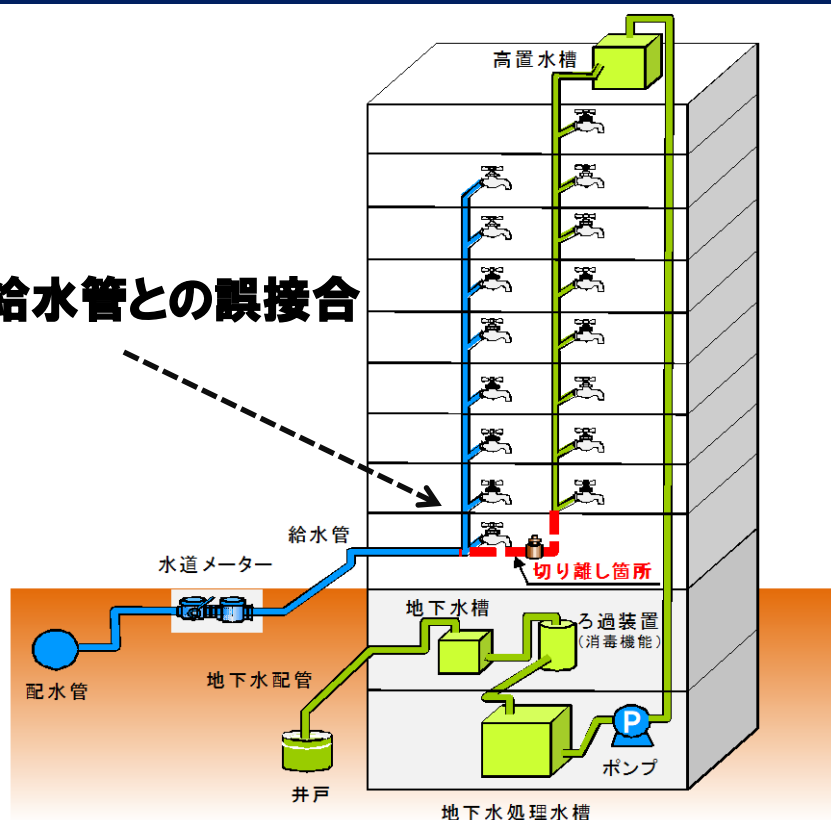 高置水槽
給水管との誤接合
給水管
水道メーター
切り離し箇所
地下水槽
ろ過装置
(消毒機能)
配水管
地下水配管
P
ポンプ
井戸
地下水処理水槽